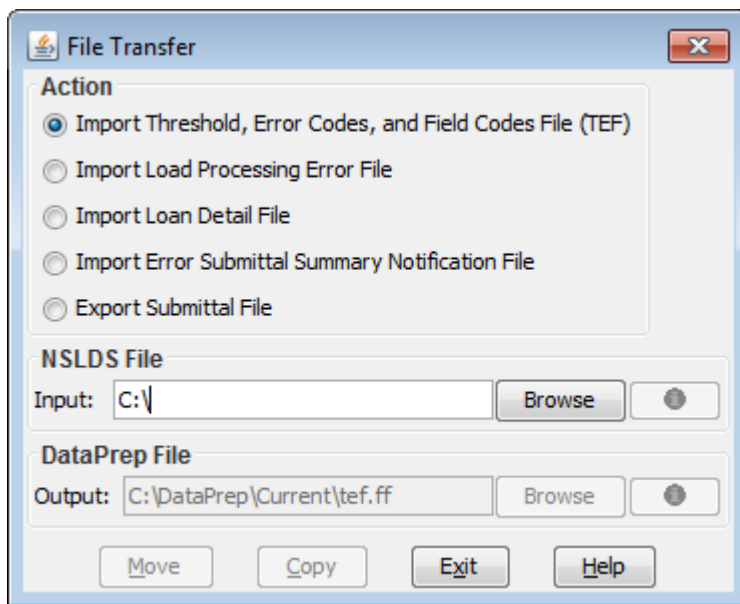 File Transfer
Action
Import Threshold, Error Codes, and Field Codes File (TEF)
Import Load Processing Error File
Import Loan Detail File
Import Error Submittal Summary Notification File
Export Submittal File
NSLDS File
Input: C:\ Browse
DataPrep File
Output: C:\DataPrep\Current\tef.ff Browse
Move Copy Exit Help